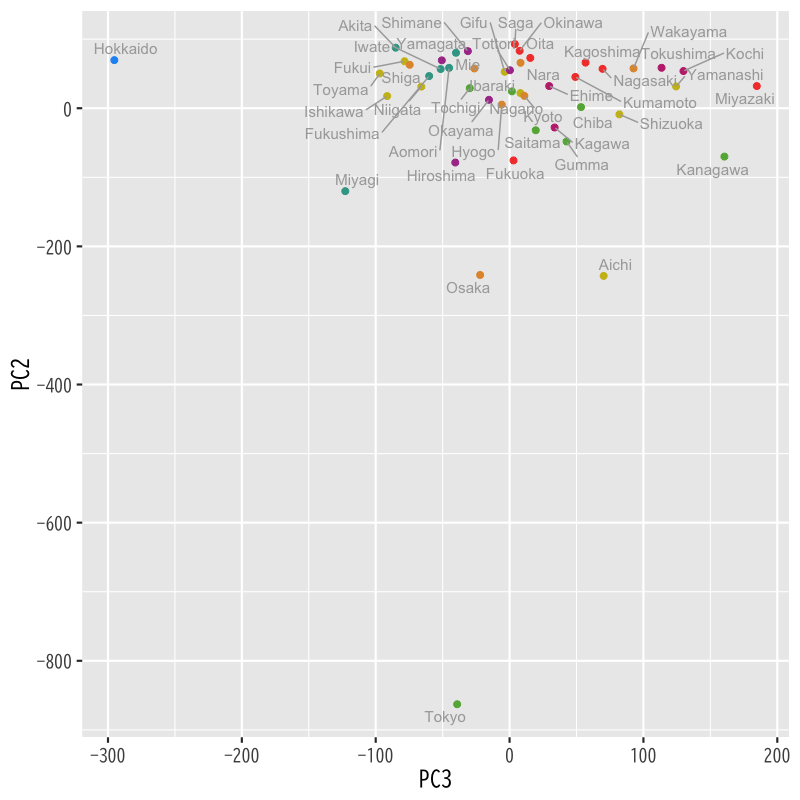 Akita
Shimane
Gifu
Saga
Okinawa
Wakayama
Hokkaido
Iwate
Yamagata
Tottori
Oita
Kagoshima
Tokushima
Kochi
Fukui
Shiga
Mie
Nara
Nagasaki
Yamanashi
Toyama
Ibaraki
Ehime
Kumamoto
Miyazaki
Ishikawa
Niigata
Tochigi
Nagano
Kyoto
Chiba
Shizuoka
Fukushima
Okayama
Saitama
Kagawa
Aomori
Hyogo
Gumma
Hiroshima
Fukuoka
Kanagawa
Miyagi
Osaka
Aichi
Tokyo
0
−200
−400
−600
−800
PC2
−300
−200
−100
0
100
200
PC3